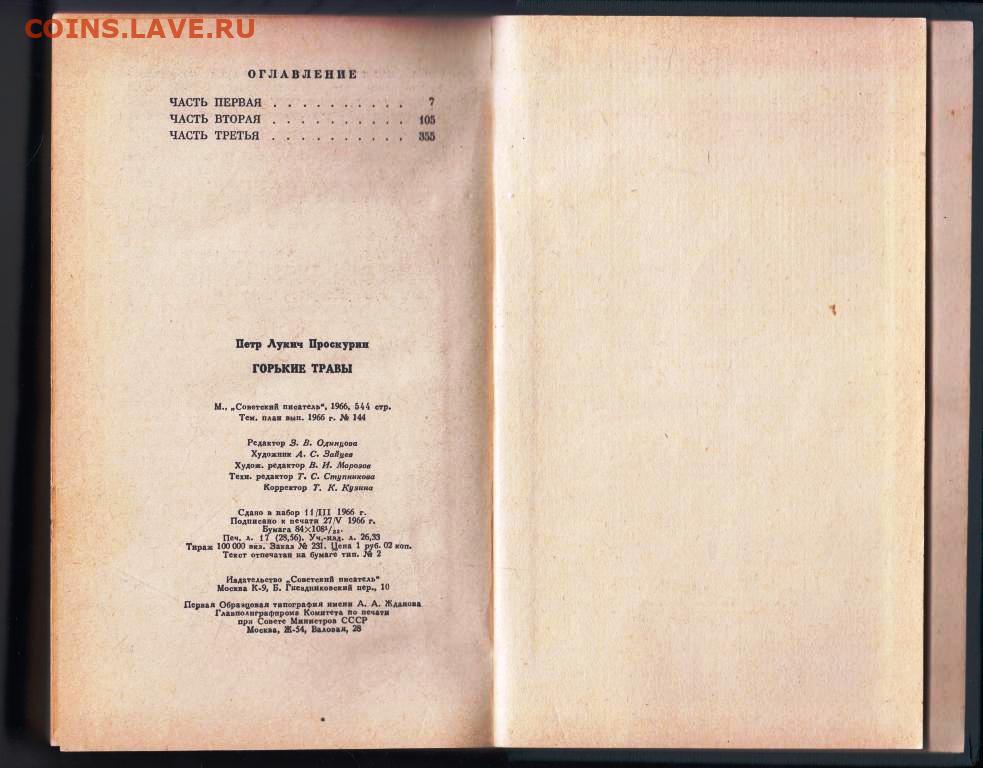 COINS.LAVE.RU
ОГЛАВЛЕНИЕ
ЧАСТЬ ПЕРВАЯ . . . . . . . . . . 7
ЧАСТЬ ВТОРАЯ . . . . . . . . . . 105
ЧАСТЬ ТРЕТЬЯ . . . . . . . . . . 355
Петр Лукич Проскурин
ГОРЬКИЕ ТРАВЫ
М., „Советский писатель“, 1966, 544 стр.
Тем. план вып. 1966 г. № 144
Редактор З. В. Одинцова
Художник А. С. Зайцев
Худож. редактор В. И. Морозов
Техн. редактор Т. С. Ступникова
Корректор Т. К. Кузина
Сдано в набор 11/III 1966 г.
Подписано к печати 27/V 1966 г.
Бумага 84×108¹/₃₂.
Печ. л. 17 (28,56). Уч.-изд. л. 26,33
Тираж 100 000 экз. Заказ № 231. Цена 1 руб. 02 коп.
Текст отпечатан на бумаге тип. № 2
Издательство „Советский писатель“
Москва К-9, Б. Гнездниковский пер., 10
Первая Образцовая типография имени А. А. Жданова
Главполиграфпрома Комитета по печати
при Совете Министров СССР
Москва, Ж-54, Валовая, 28